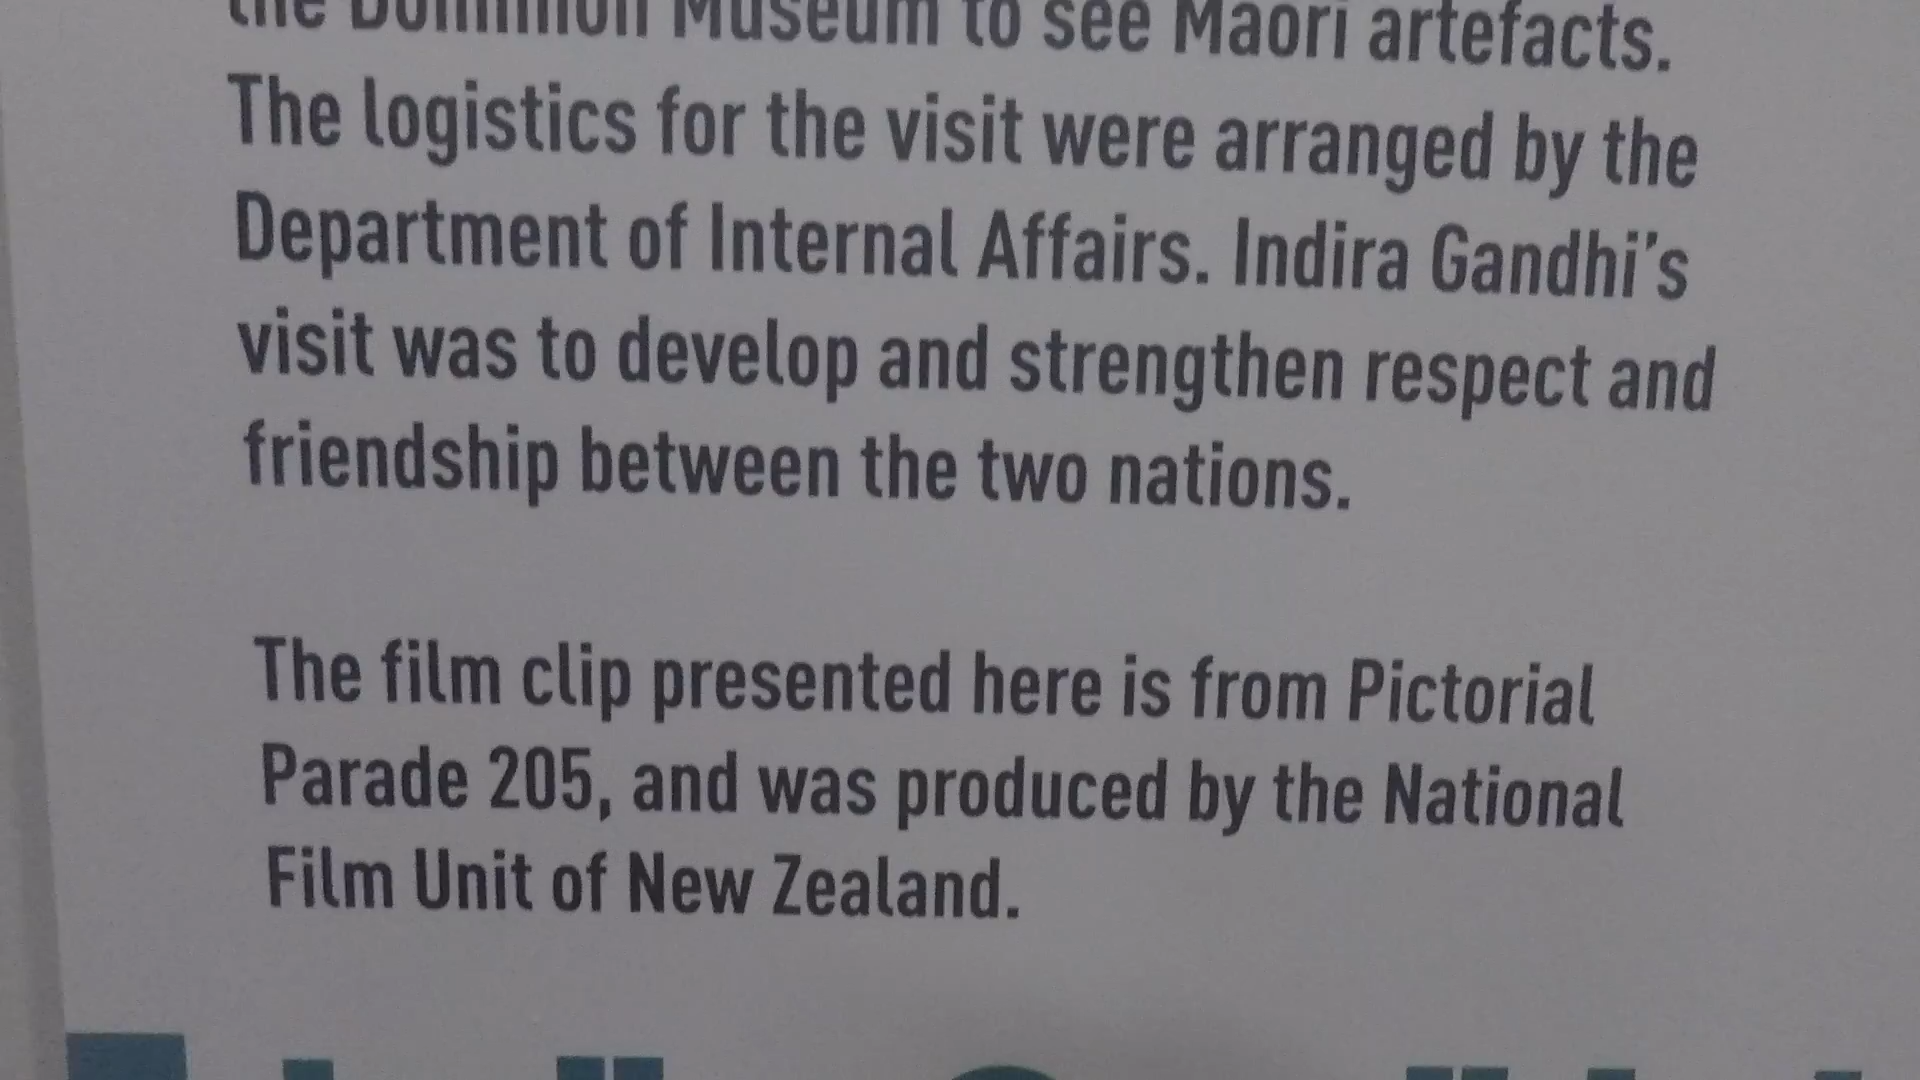 the Dominion Museum to see Maori artefacts.
The logistics for the visit were arranged by the
Department of Internal Affairs. Indira Gandhi's
visit was to develop and strengthen respect and
friendship between the two nations.
The film clip presented here is from Pictorial
Parade 205, and was produced by the National
Film Unit of New Zealand.